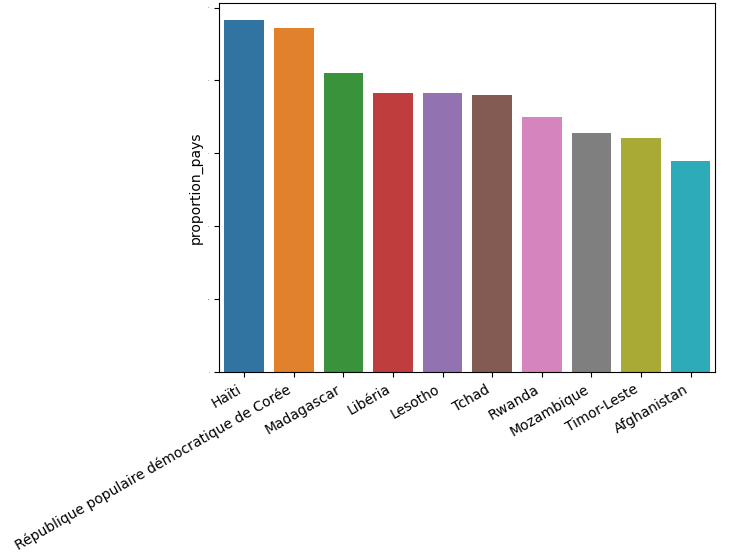 proportion_pays
Haïti
République populaire démocratique de Corée
Madagascar
Libéria
Lesotho
Tchad
Rwanda
Mozambique
Timor-Leste
Afghanistan